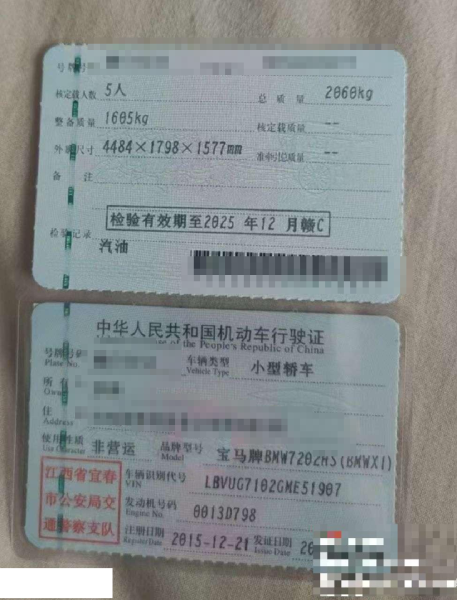 号牌号码
核定载人数 5人 总质量 2060kg
整备质量 1605kg 核定载质量 --
外廓尺寸 4484×1798×1577mm 准牵引总质量 --
备注
检验有效期至2025年12月赣C
检验记录
汽油
中华人民共和国机动车行驶证
of the People's Republic of China
号牌号码 Plate No. 车辆类型 Vehicle Type 小型轿车
所有
住
Address
使用性质 Use Character 非营运 品牌型号 Model 宝马牌BMW7202HS(BMWX1)
江西省宜春市公安局交通警察支队
车辆识别代号 VIN LBVUG7102GME51907
发动机号码 Engine No. 0013D798
注册日期 Register Date 2015-12-21 发证日期 Issue Date 20